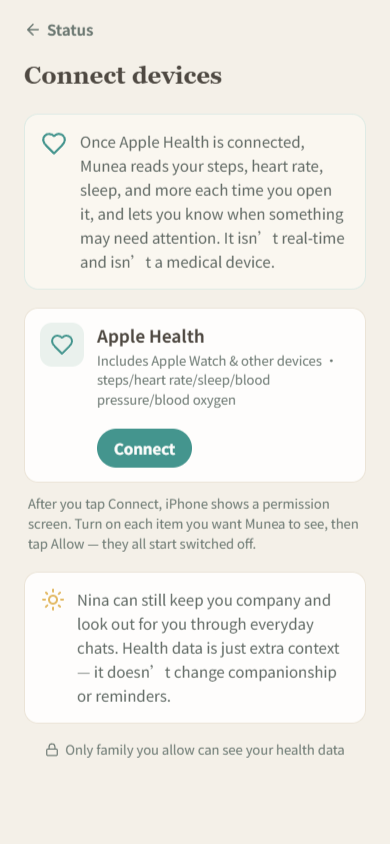 ← Status
Connect devices
Once Apple Health is connected,
Munea reads your steps, heart rate,
sleep, and more each time you open
it, and lets you know when something
may need attention. It isn’t real-time
and isn’t a medical device.
Apple Health
Includes Apple Watch & other devices・
steps/heart rate/sleep/blood
pressure/blood oxygen
Connect
After you tap Connect, iPhone shows a permission
screen. Turn on each item you want Munea to see, then
tap Allow — they all start switched off.
Nina can still keep you company and
look out for you through everyday
chats. Health data is just extra context
— it doesn’t change companionship
or reminders.
Only family you allow can see your health data